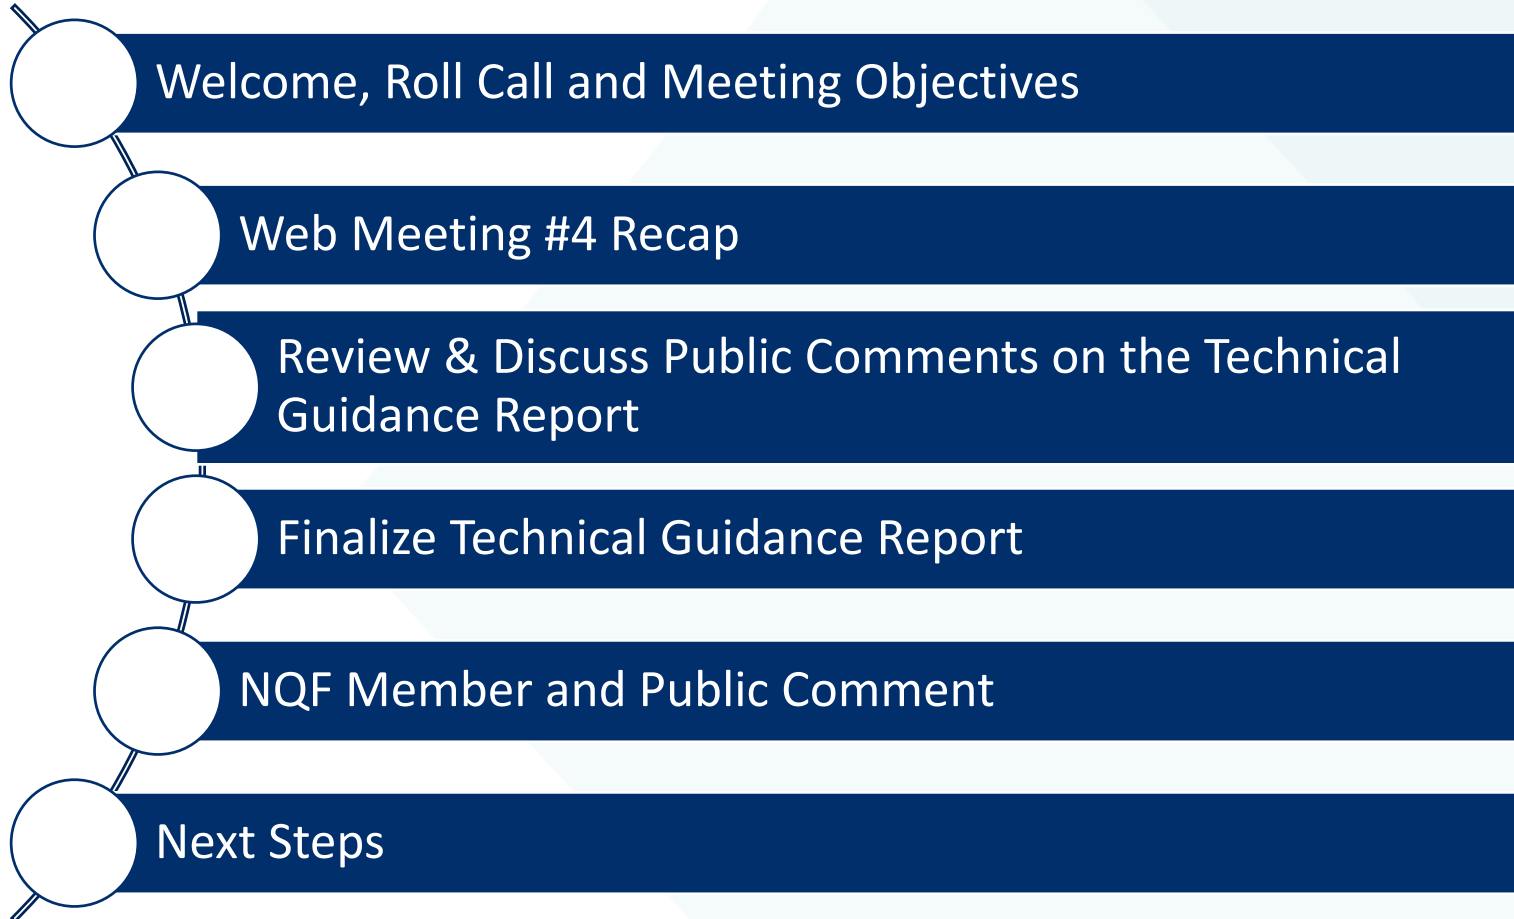 Welcome, Roll Call and Meeting Objectives
Web Meeting #4 Recap
Review & Discuss Public Comments on the Technical
Guidance Report
Finalize Technical Guidance Report
NQF Member and Public Comment
Next Steps